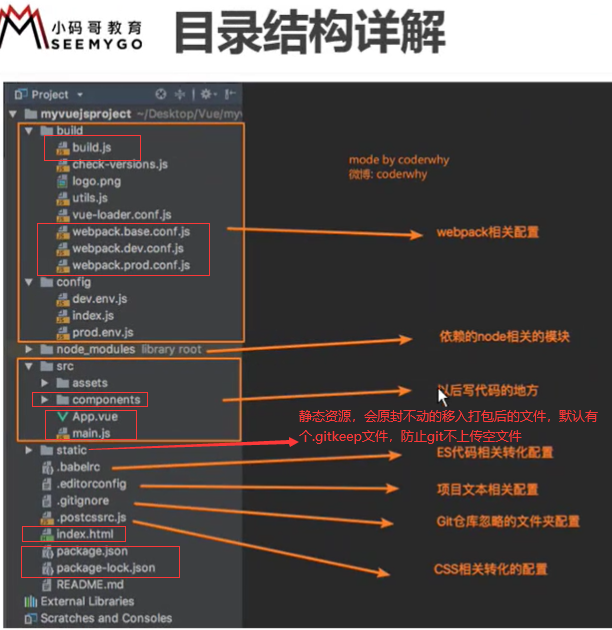 小码哥教育
SEEMYGO
目录结构详解
Project
myvuejsproject ~/Desktop/Vue/my
build
build.js
check-versions.js
logo.png
utils.js
vue-loader.conf.js
webpack.base.conf.js
webpack.dev.conf.js
webpack.prod.conf.js
config
dev.env.js
index.js
prod.env.js
node_modules library root
src
assets
components
App.vue
main.js
static
.babelrc
.editorconfig
.gitignore
.postcssrc.js
index.html
package.json
package-lock.json
README.md
External Libraries
Scratches and Consoles
mode by coderwhy
微博: coderwhy
webpack相关配置
依赖的node相关的模块
以后写代码的地方
静态资源，会原封不动的移入打包后的文件，默认有
个.gitkeep文件，防止git不上传空文件
ES代码相关转化配置
项目文本相关配置
Git仓库忽略的文件夹配置
CSS相关转化的配置